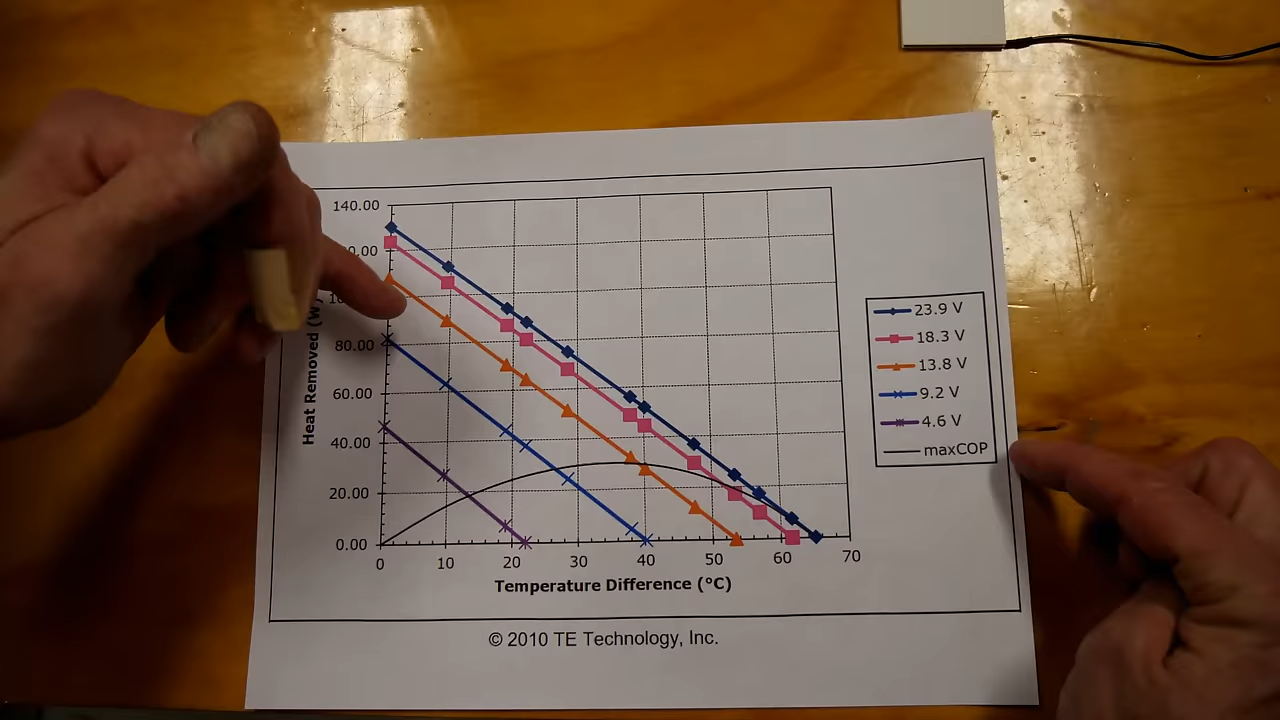 140.00
80.00
60.00
40.00
20.00
0.00
0 10 20 30 40 50 60 70
Heat Removed (W)
Temperature Difference (°C)
23.9 V
18.3 V
13.8 V
9.2 V
4.6 V
maxCOP
© 2010 TE Technology, Inc.